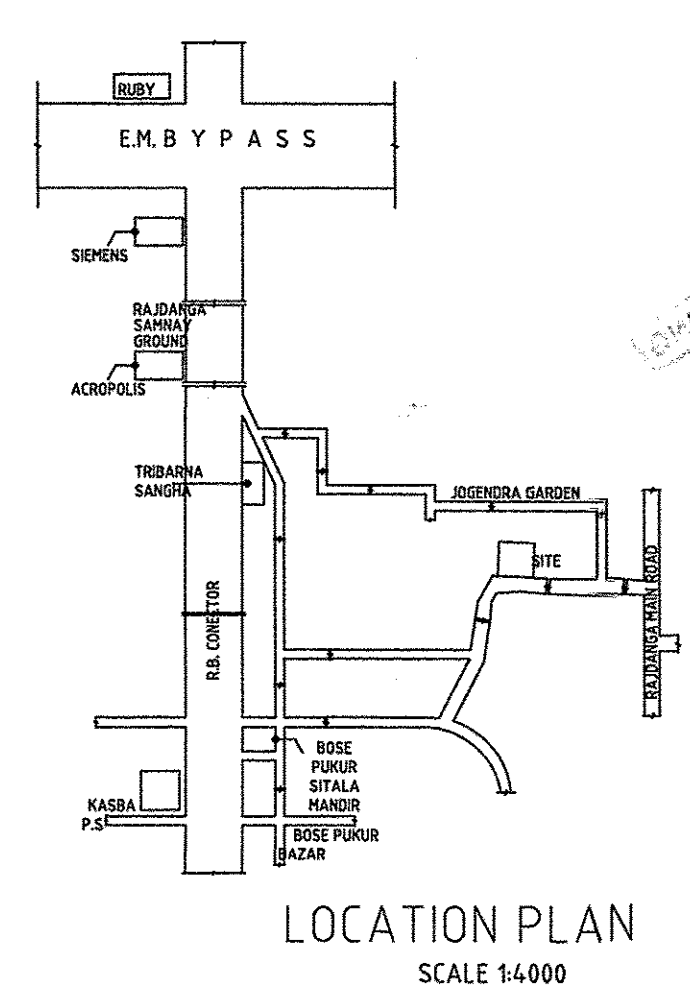 RUBY
E.M. B Y P A S S
SIEMENS
RAJDANGA
SAMNAY
GROUND
ACROPOLIS
TRIBARNA
SANGHA
JOGENDRA GARDEN
SITE
RAJDANGA MAIN ROAD
R.B. CONECTOR
BOSE
PUKUR
SITALA
MANDIR
KASBA
P.S
BOSE PUKUR
BAZAR
LOCATION PLAN
SCALE 1:4000